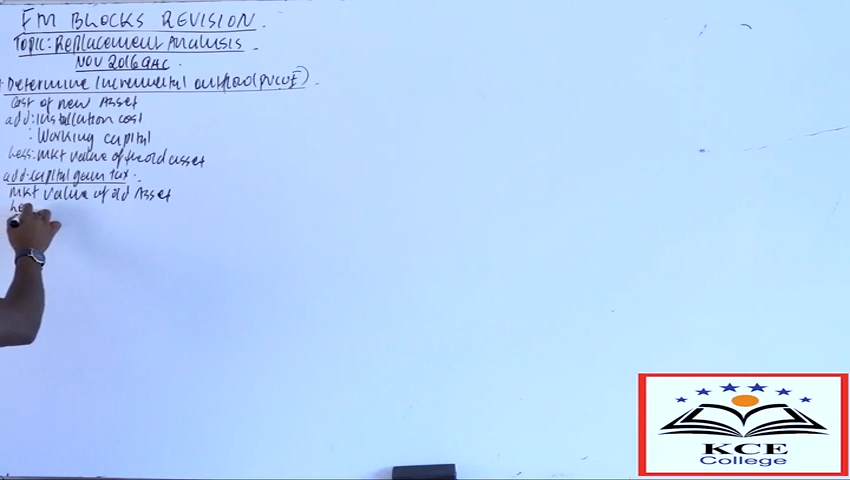 FM BLOCKS REVISION.
Topic: Replacement Analysis.
NOV 2016 QHC.
Determine Incremental outflow (PVCOF).
Cost of new Asset
add: Installation cost
: Working capital
Less: Mkt value of the old asset
add: capital gain tax.
Mkt value of old Asset
Le
KCE
College